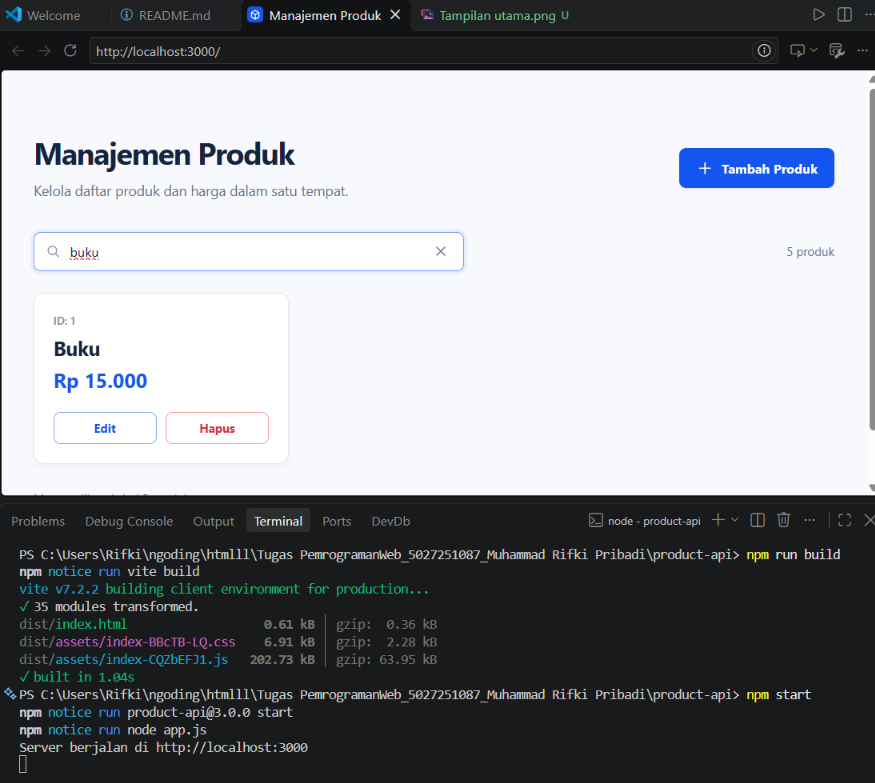 Welcome README.md Manajemen Produk Tampilan utama.png U
http://localhost:3000/
Manajemen Produk
Kelola daftar produk dan harga dalam satu tempat.
Tambah Produk
buku
5 produk
ID: 1
Buku
Rp 15.000
Edit Hapus
Problems Debug Console Output Terminal Ports DevDb node - product-api
PS C:\Users\Rifki\ngoding\htmlll\Tugas PemrogramanWeb_5027251087_Muhammad Rifki Pribadi\product-api> npm run build
npm notice run vite build
vite v7.2.2 building client environment for production...
✓ 35 modules transformed.
dist/index.html 0.61 kB │ gzip: 0.36 kB
dist/assets/index-BBcTB-LQ.css 6.91 kB │ gzip: 2.28 kB
dist/assets/index-CQZbEFJ1.js 202.73 kB │ gzip: 63.95 kB
✓ built in 1.04s
PS C:\Users\Rifki\ngoding\htmlll\Tugas PemrogramanWeb_5027251087_Muhammad Rifki Pribadi\product-api> npm start
npm notice run product-api@3.0.0 start
npm notice run node app.js
Server berjalan di http://localhost:3000